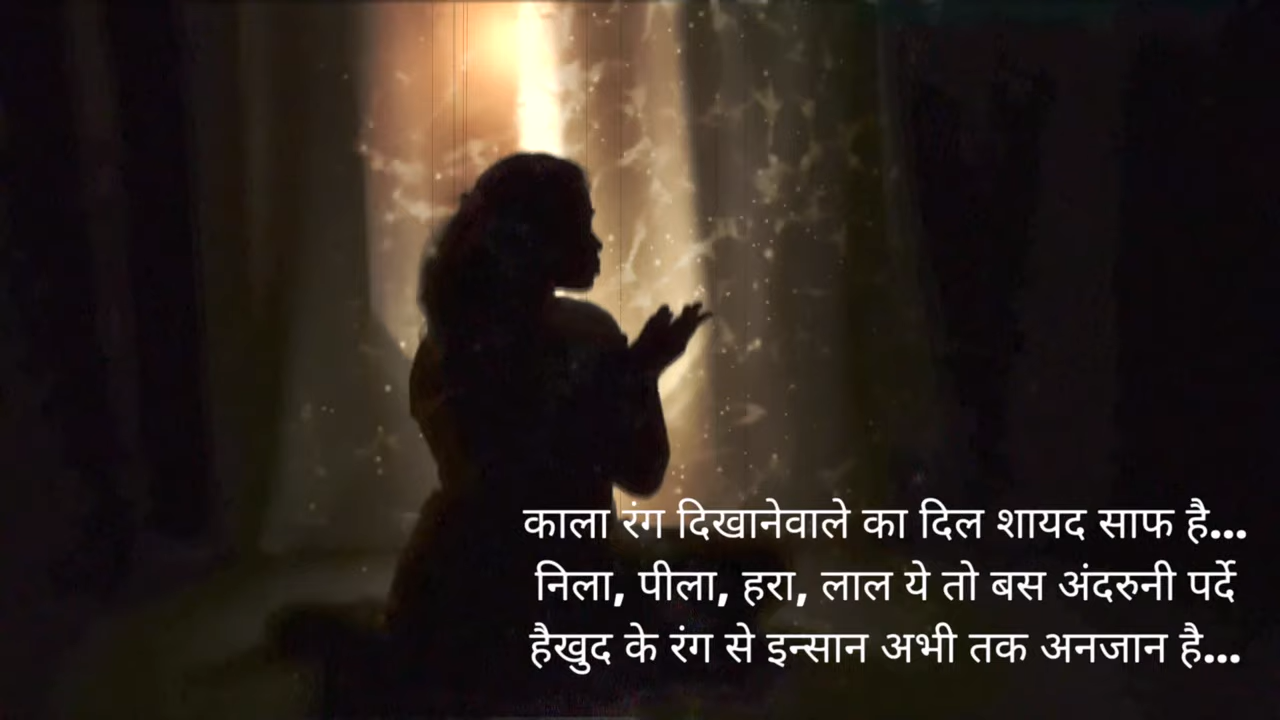 काला रंग दिखानेवाले का दिल शायद साफ है...
निला, पीला, हरा, लाल ये तो बस अंदरुनी पर्दे
हैखुद के रंग से इन्सान अभी तक अनजान है...